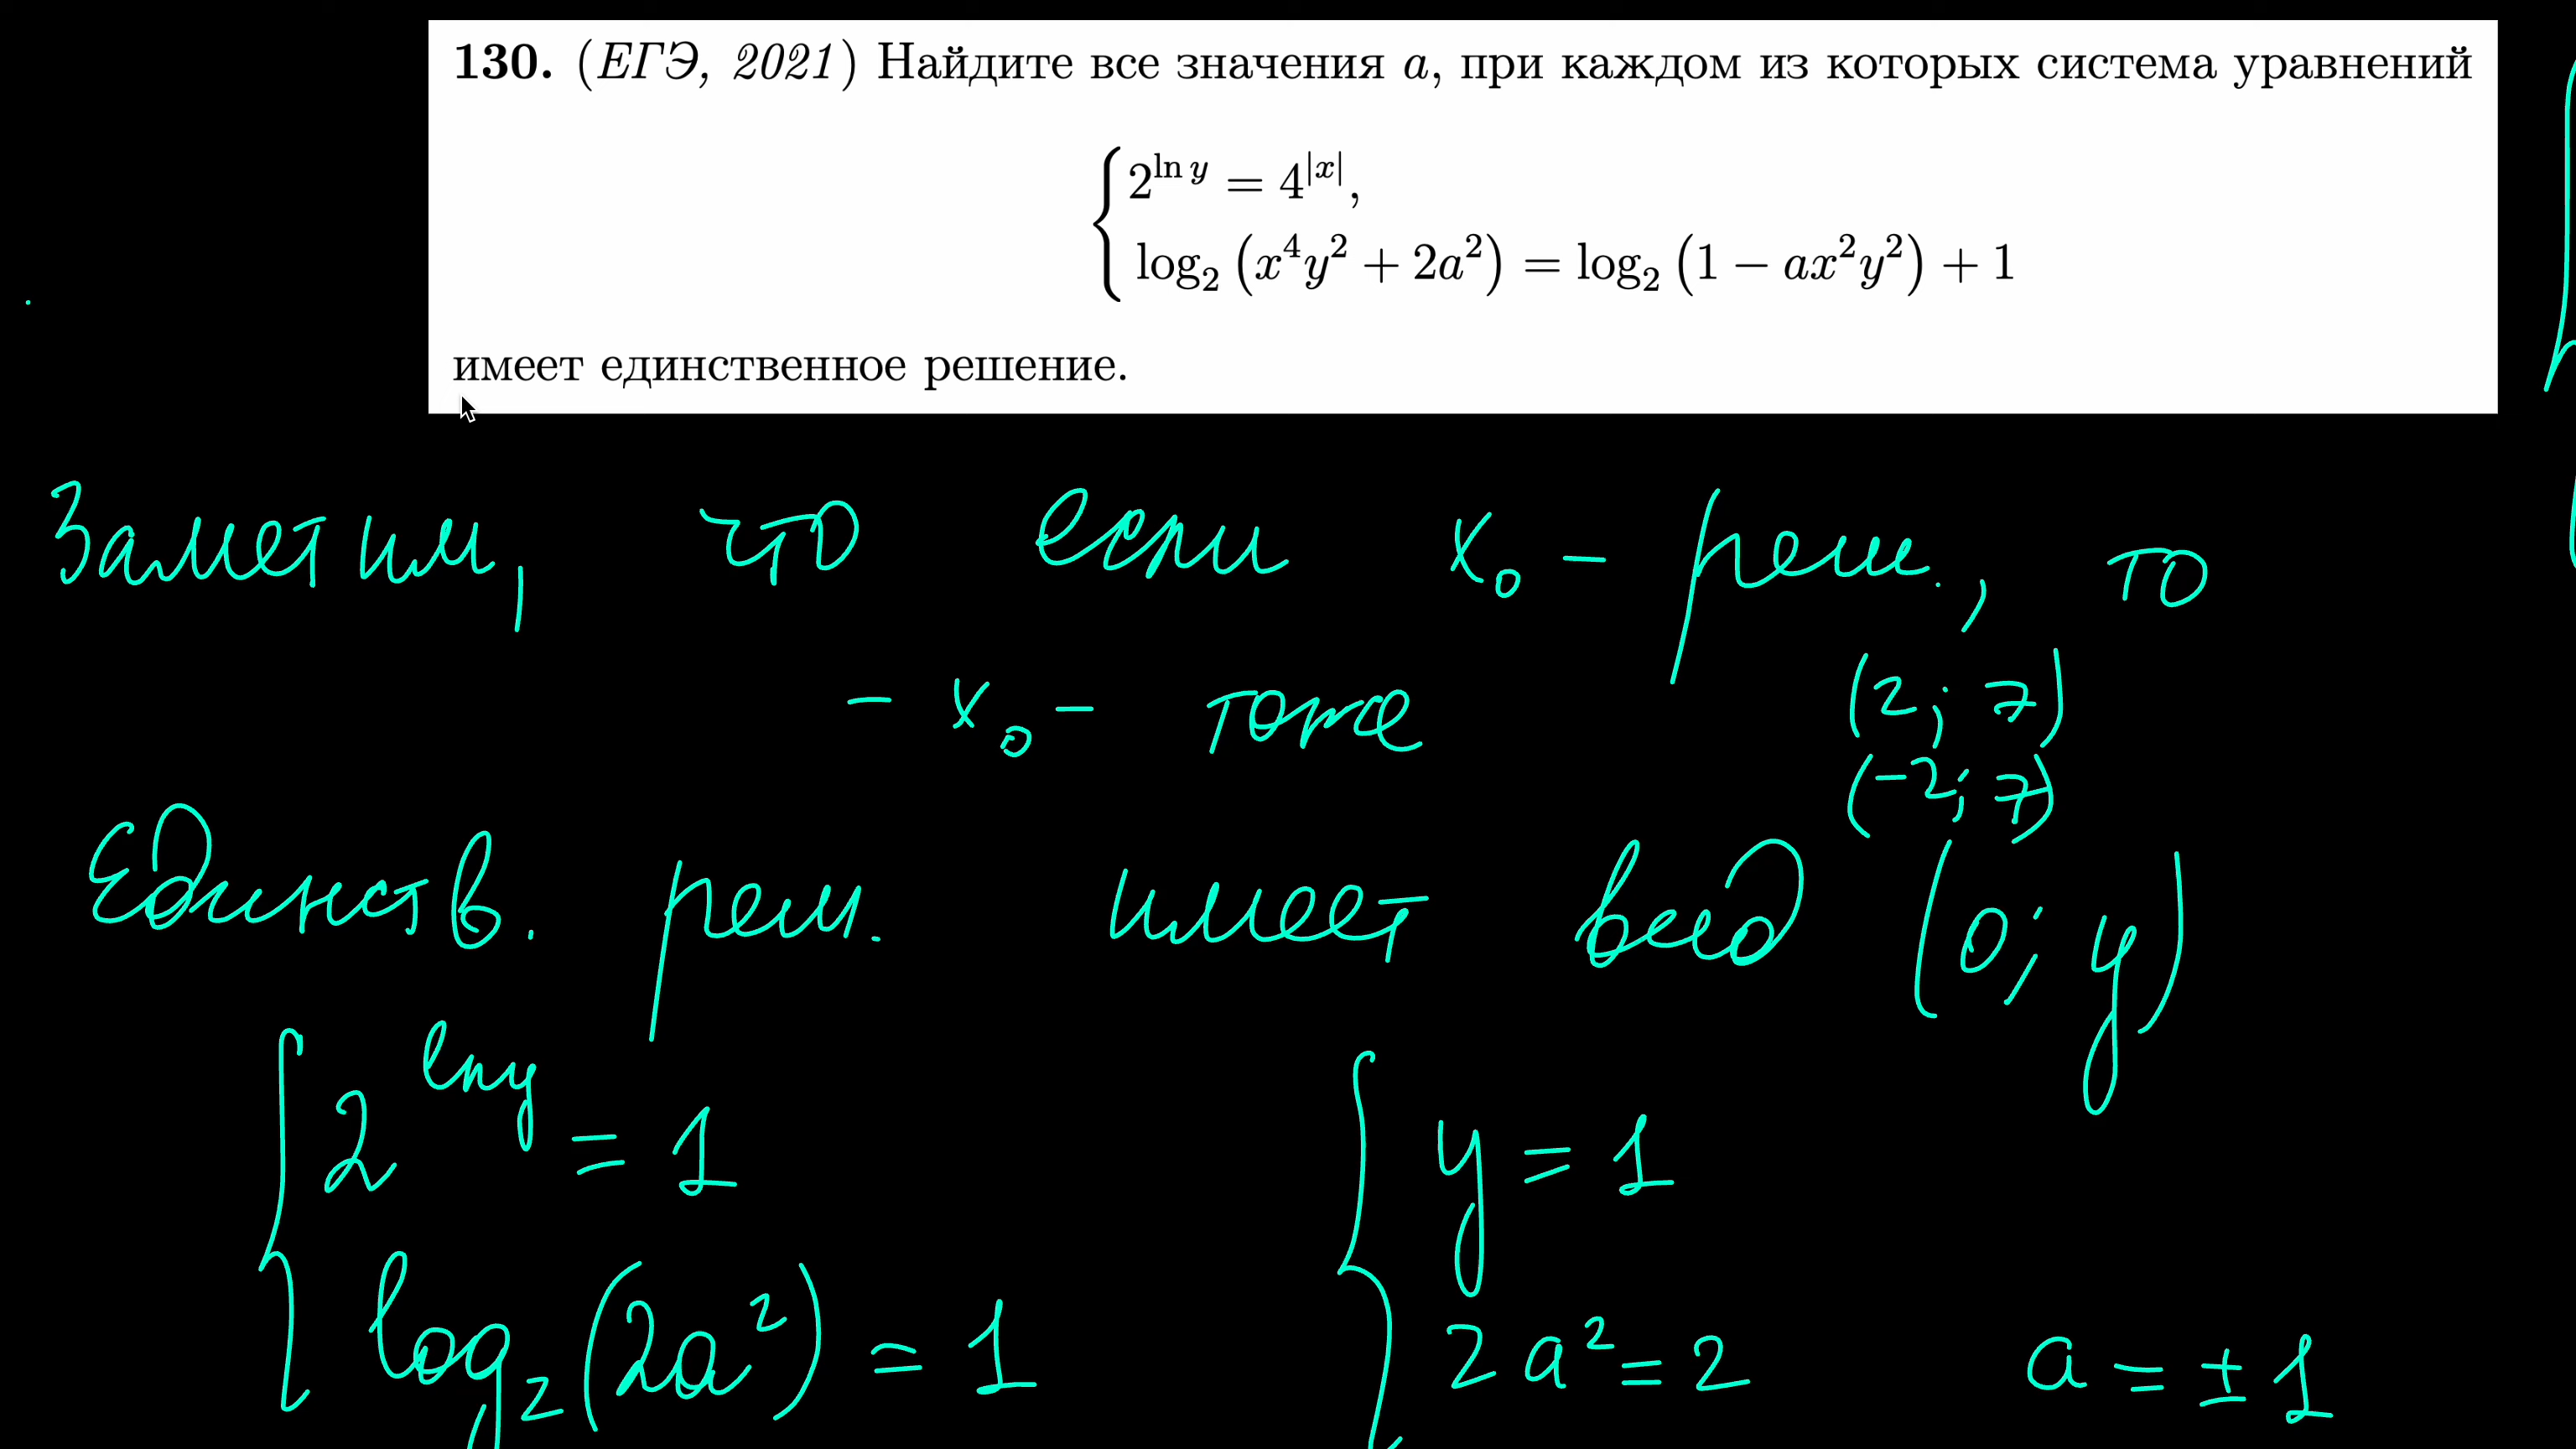 130. (ЕГЭ, 2021) Найдите все значения a, при каждом из которых система уравнений
2^{ln y} = 4^{|x|},
log₂ (x⁴y² + 2a²) = log₂ (1 − ax²y²) + 1
имеет единственное решение.
Заметим, что если x₀ - реш., то
- x₀ - тоже
(2; 7)
(-2; 7)
Единств. реш. имеет вид (0; y)
2^{ln y} = 1
y = 1
log₂ (2a²) = 1
2a² = 2
a = ± 1